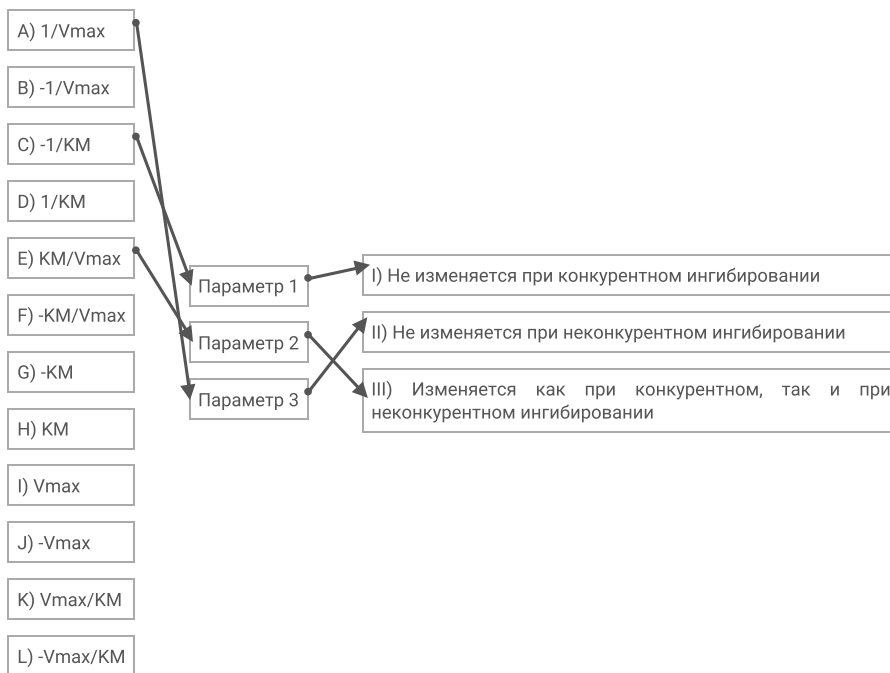 A) 1/Vmax
B) -1/Vmax
C) -1/KM
D) 1/KM
E) KM/Vmax
F) -KM/Vmax
G) -KM
H) KM
I) Vmax
J) -Vmax
K) Vmax/KM
L) -Vmax/KM
Параметр 1
Параметр 2
Параметр 3
I) Не изменяется при конкурентном ингибировании
II) Не изменяется при неконкурентном ингибировании
III) Изменяется как при конкурентном, так и при
неконкурентном ингибировании